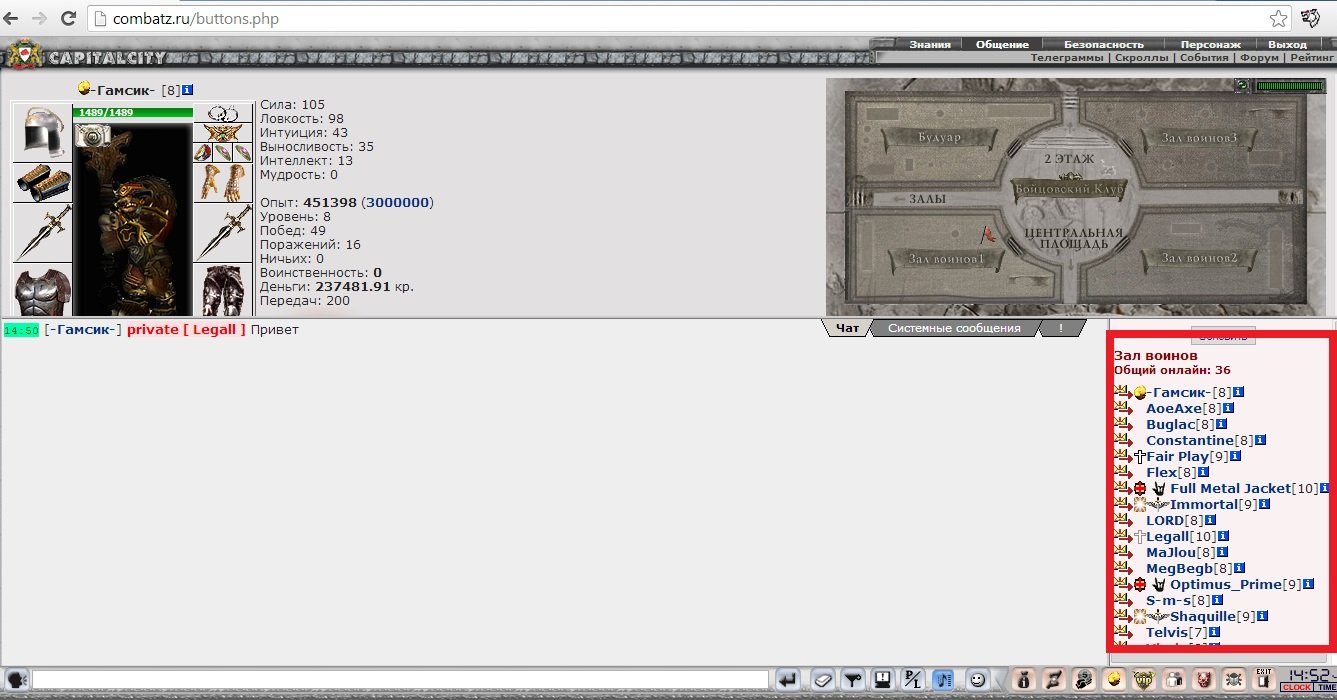 combatz.ru/buttons.php
CAPITALCITY
Знания Общение Безопасность Персонаж Выход
Телеграммы | Скроллы | События | Форум | Рейтинг
-Гамсик- [8]
1489/1489
Сила: 105
Ловкость: 98
Интуиция: 43
Выносливость: 35
Интеллект: 13
Мудрость: 0
Опыт: 451398 (3000000)
Уровень: 8
Побед: 49
Поражений: 16
Ничьих: 0
Воинственность: 0
Деньги: 237481.91 кр.
Передач: 200
Будуар
Зал воинов3
2 ЭТАЖ
Бойцовский Клуб
← ЗАЛЫ
ЦЕНТРАЛЬНАЯ
ПЛОЩАДЬ
Зал воинов1
Зал воинов2
14:50 [-Гамсик-] private [ Legall ] Привет
Чат Системные сообщения !
Зал воинов
Общий онлайн: 36
-Гамсик-[8]
AoeAxe[8]
Buglac[8]
Constantine[8]
Fair Play[9]
Flex[8]
Full Metal Jacket[10]
Immortal[9]
LORD[8]
Legall[10]
MaJlou[8]
MegBegb[8]
Optimus_Prime[9]
S-m-s[8]
Shaquille[9]
Telvis[7]
P/L
VIP
EXIT
14:52
CLOCK TIME